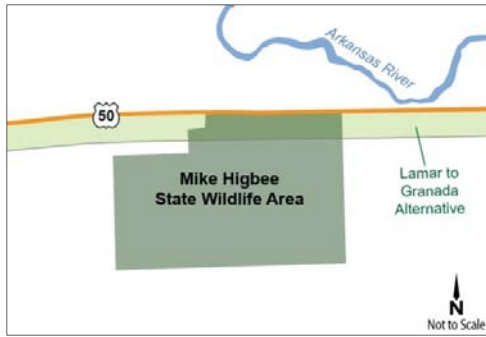 Arkansas River
50
Mike Higbee
State Wildlife Area
Lamar to
Granada
Alternative
N
Not to Scale